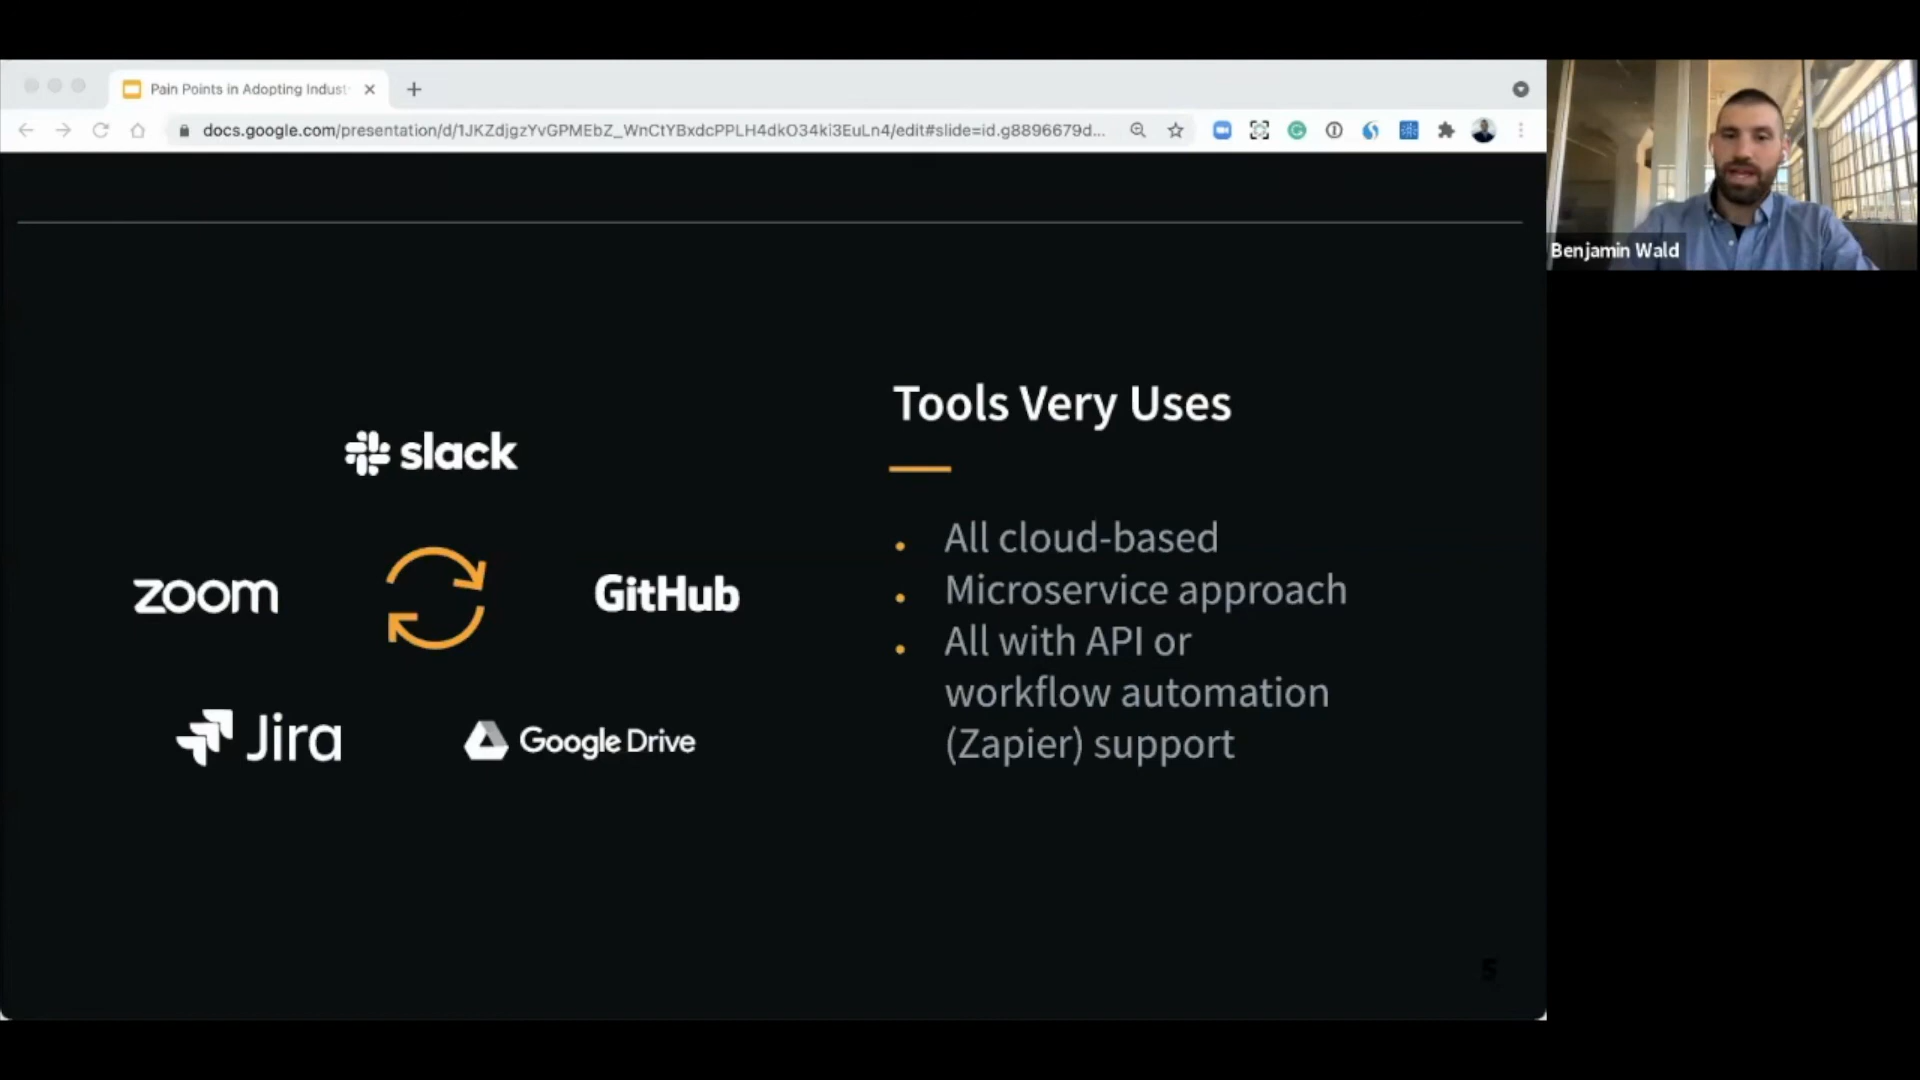 Pain Points in Adopting Indust
docs.google.com/presentation/d/1JKZdjgzYvGPMEbZ_WnCtYBxdcPPLH4dkO34ki3EuLn4/edit#slide=id.g8896679d...
Benjamin Wald
Tools Very Uses
slack
All cloud-based
zoom
GitHub
Microservice approach
All with API or
workflow automation
(Zapier) support
Jira
Google Drive
5